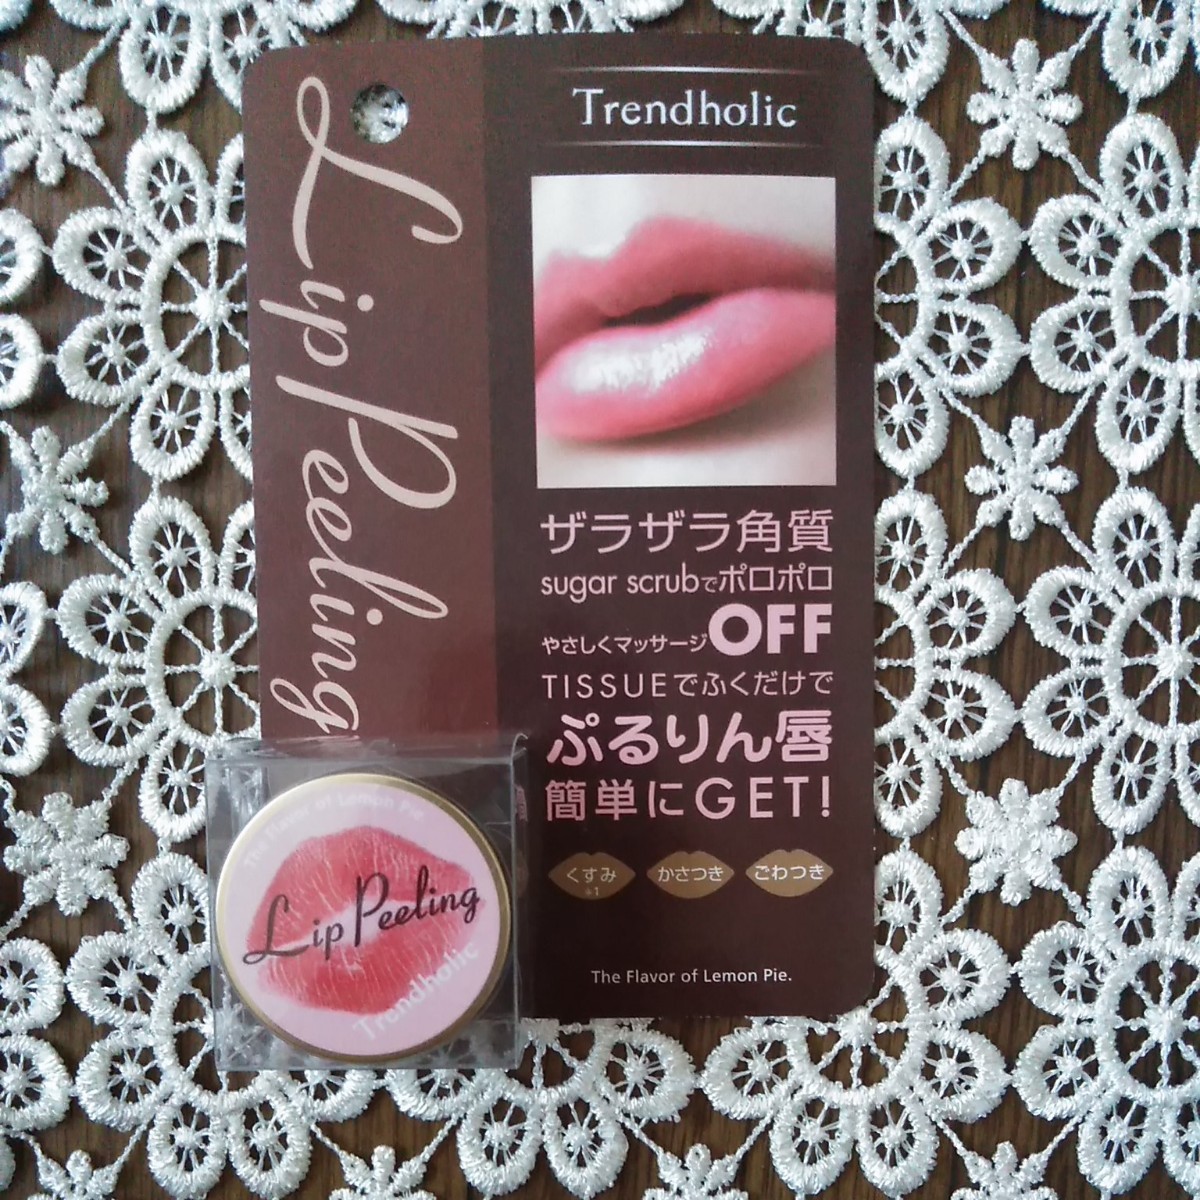 Trendholic
Lip Peeling
ザラザラ角質
sugar scrubでポロポロ
やさしくマッサージOFF
TISSUEでふくだけで
ぷるりん唇
簡単にGET!
くすみ
※1
かさつき
ごわつき
The Flavor of Lemon Pie.
The Flavor of Lemon Pie
Lip Peeling
Trendholic